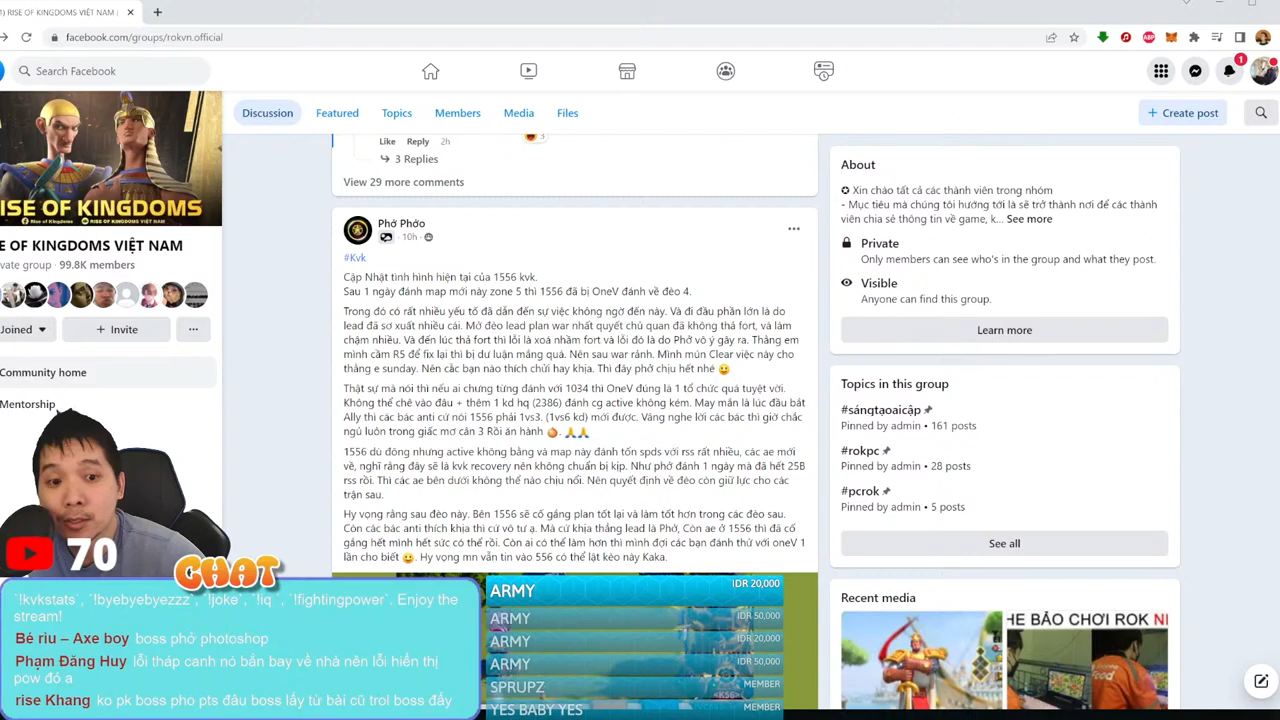 ) RISE OF KINGDOMS VIỆT NAM
facebook.com/groups/rokvn.official
Search Facebook
1
RISE OF KINGDOMS
Rise of Kingdoms
RISE OF KINGDOMS VIỆT NAM
E OF KINGDOMS VIỆT NAM
vate group · 99.8K members
Joined
+ Invite
Community home
Mentorship
Discussion
Featured
Topics
Members
Media
Files
+ Create post
Like Reply 2h
3
3 Replies
View 29 more comments
Phở Phởo
10h
#Kvk
Cập Nhật tình hình hiện tại của 1556 kvk.
Sau 1 ngày đánh map mới này zone 5 thì 1556 đã bị OneV đánh về đèo 4.
Trong đó có rất nhiều yếu tố đã dẫn đến sự việc không ngờ đến này. Và đi đầu phần lớn là do
lead đã sơ xuất nhiều cái. Mở đèo lead plan war nhất quyết chủ quan đã không thả fort, và làm
chậm nhiều. Và đến lúc thả fort thì lỗi là xoá nhầm fort và lỗi đó là do Phở vô ý gây ra. Thằng em
mình cầm R5 để fix lại thì bị dư luận mắng quá. Nên sau war rảnh. Mình mún Clear việc này cho
thằng e sunday. Nên các bạn nào thích chửi hay khịa. Thì đây phở chịu hết nhé
Thật sự mà nói thì nếu ai chưng từng đánh với 1034 thì OneV đúng là 1 tổ chức quá tuyệt vời.
Không thể chê vào đâu + thêm 1 kd hq (2386) đánh cg active không kém. May mắn là lúc đầu bắt
Ally thì các bác anti cứ nói 1556 phải 1vs3. (1vs6 kd) mới được. Vâng nghe lời các bác thì giờ chắc
ngủ luôn trong giấc mơ cản 3 Rồi ăn hành
1556 dù đông nhưng active không bằng và map này đánh tốn spds với rss rất nhiều, các ae mới
về, nghĩ rằng đây sẽ là kvk recovery nên không chuẩn bị kịp. Như phở đánh 1 ngày mà đã hết 25B
rss rồi. Thì các ae bên dưới không thể nào chịu nổi. Nên quyết định về đèo còn giữ lực cho các
trận sau.
Hy vọng rằng sau đèo này. Bên 1556 sẽ cố gắng plan tốt lại và làm tốt hơn trong các đèo sau.
Còn các bác anti thích khịa thì cứ vô tư ạ. Mà cứ khịa thẳng lead là Phở, Còn ae ở 1556 thì đã cố
gắng hết mình hết sức có thể rồi. Còn ai có thể làm hơn thì mình đợi các bạn đánh thử với oneV 1
lần cho biết. Hy vọng mn vẫn tin vào 556 có thể lật kèo này Kaka.
About
Xin chào tất cả các thành viên trong nhóm
- Mục tiêu mà chúng tôi hướng tới là sẽ trở thành nơi để các thành
viên chia sẻ thông tin về game, k... See more
Private
Only members can see who's in the group and what they post.
Visible
Anyone can find this group.
Learn more
Topics in this group
#sángtạoaicập
Pinned by admin • 161 posts
#rokpc
Pinned by admin • 28 posts
#pcrok
Pinned by admin • 5 posts
See all
Recent media
HE BẢO CHƠI ROK N
70
CHAT
`!kvkstats`, `!byebyebyezzz`, `!joke`, `!iq`, `!fightingpower`. Enjoy the
stream!
Bé rìu – Axe boy boss phở photoshop
Phạm Đăng Huy lỗi tháp canh nó bắn bay về nhà nên lỗi hiển thị
pow đó a
rise Khang ko pk boss pho pts đâu boss lấy từ bài cũ trol boss đấy
ARMY IDR 20,000
ARMY IDR 50,000
ARMY IDR 20,000
ARMY IDR 50,000
SPRUPZ MEMBER
YES BABY YES MEMBER